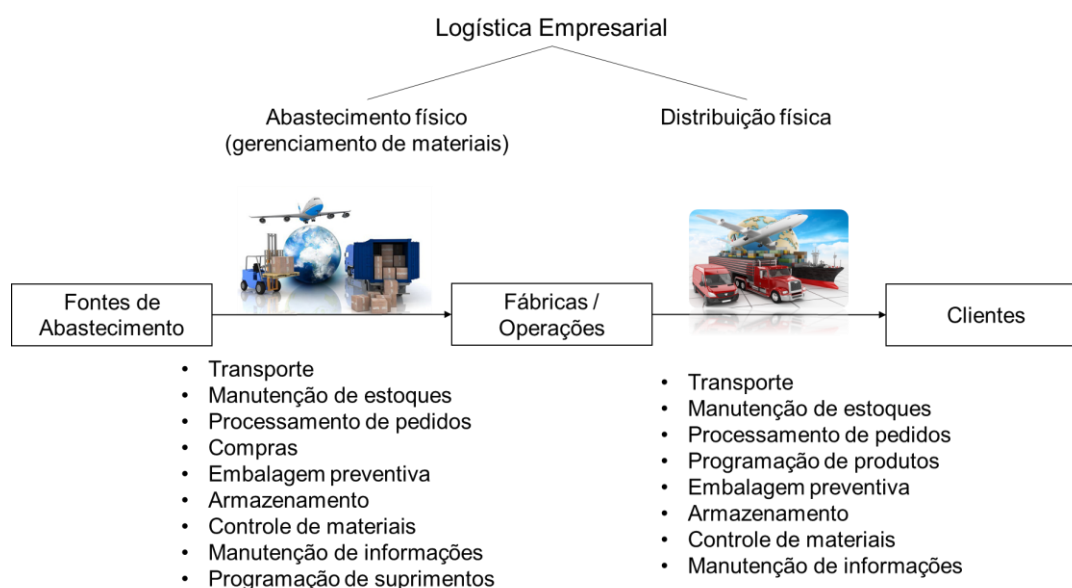 Logística Empresarial
Abastecimento físico
(gerenciamento de materiais)
Distribuição física
Fontes de
Abastecimento
Fábricas /
Operações
Clientes
• Transporte
• Manutenção de estoques
• Processamento de pedidos
• Compras
• Embalagem preventiva
• Armazenamento
• Controle de materiais
• Manutenção de informações
• Programação de suprimentos
• Transporte
• Manutenção de estoques
• Processamento de pedidos
• Programação de produtos
• Embalagem preventiva
• Armazenamento
• Controle de materiais
• Manutenção de informações